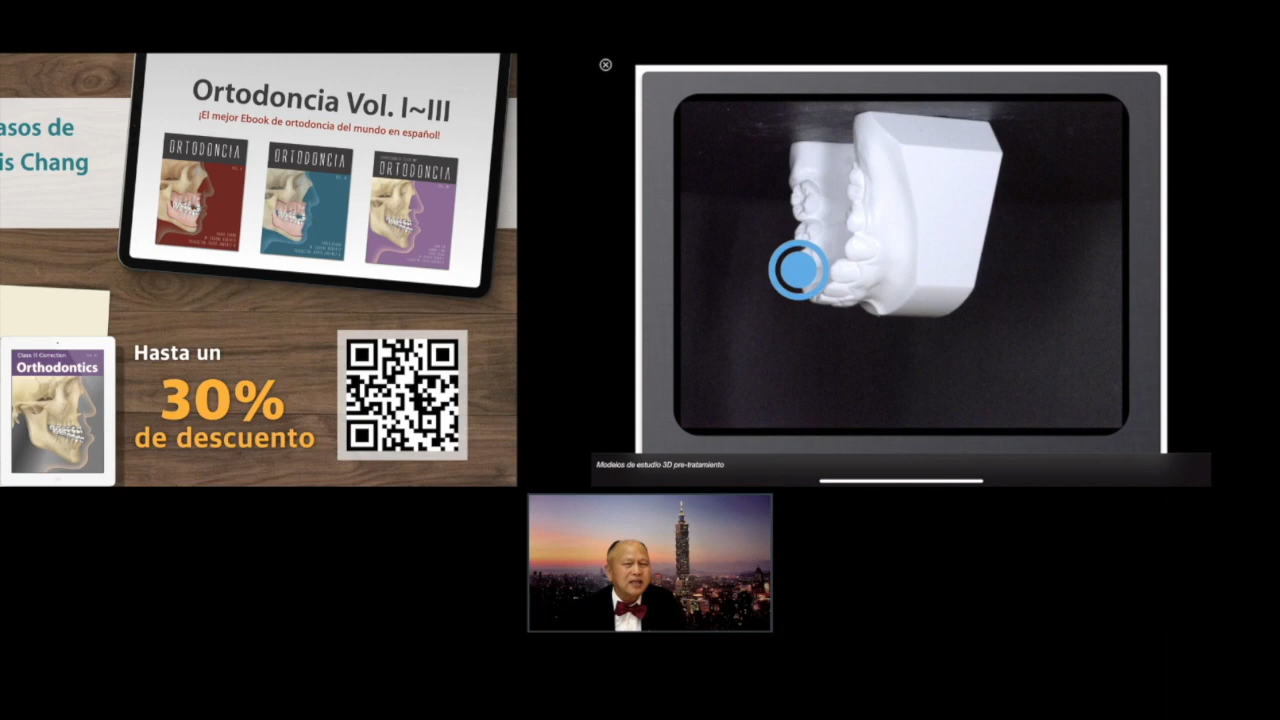 asos de
is Chang
Ortodoncia Vol. I~III
¡El mejor Ebook de ortodoncia del mundo en español!
ORTODONCIA
ORTODONCIA
ORTODONCIA
Class II Correction
Orthodontics
Hasta un
30%
de descuento
Modelos de estudio 3D pre-tratamiento